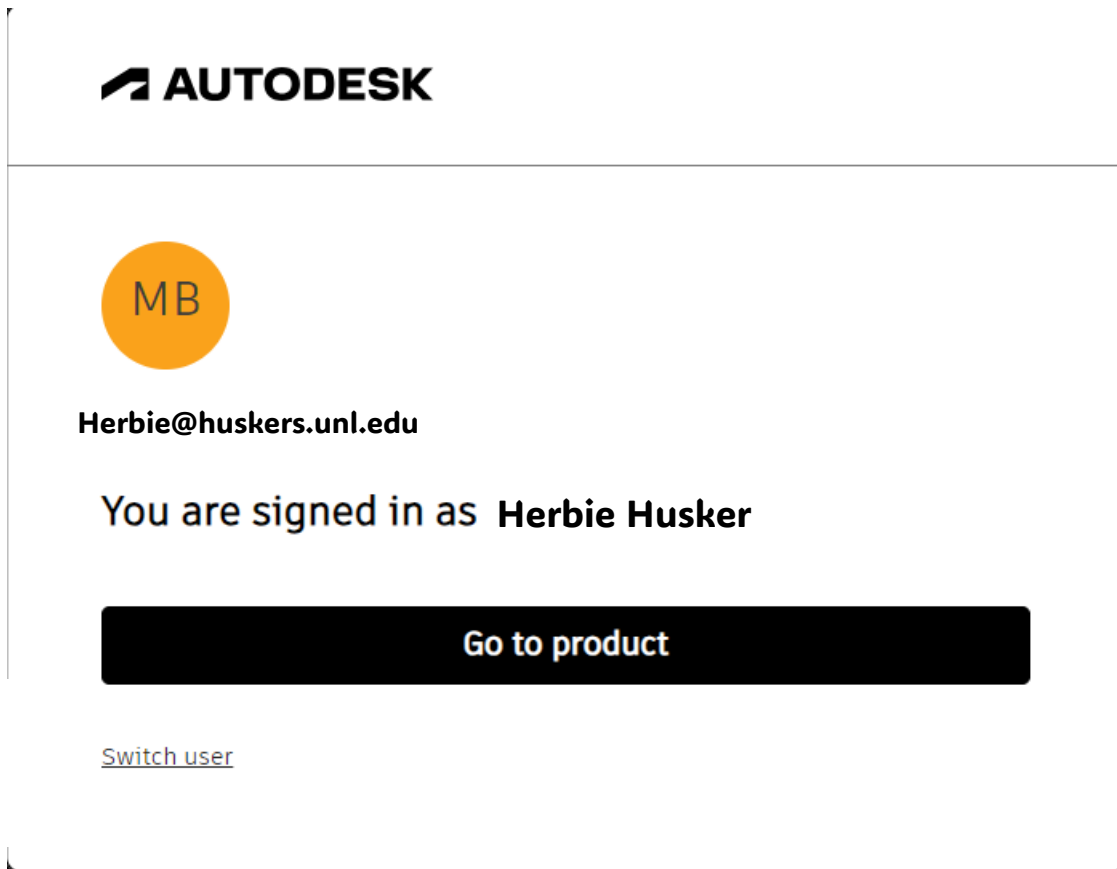 AUTODESK
MB
Herbie@huskers.unl.edu
You are signed in as Herbie Husker
Go to product
Switch user